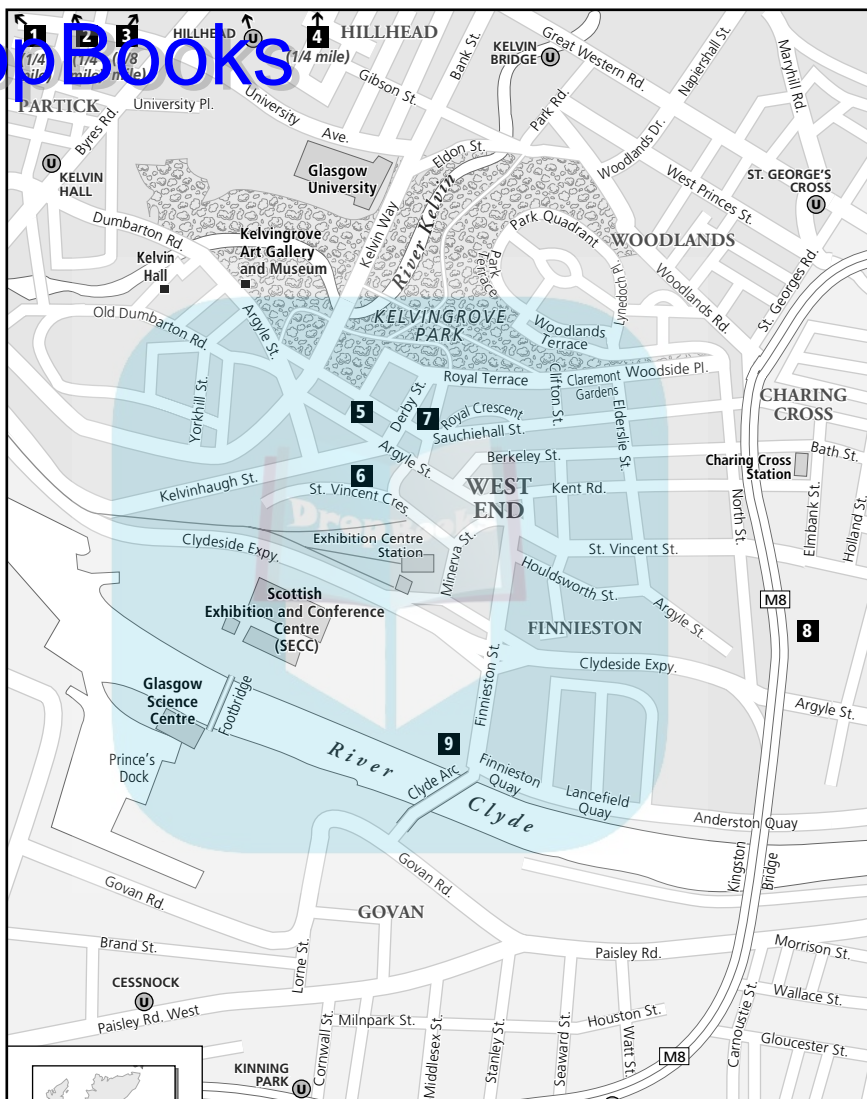 1
2
3
HILLHEAD
U
4
HILLHEAD
(1/4 mile)
(1/4 mile)
(1/8 mile)
(1/4 mile)
opBooks
PARTICK
University Pl.
University Ave.
Gibson St.
Bank St.
KELVIN BRIDGE
U
Great Western Rd.
Napiershall St.
Maryhill Rd.
Byres Rd.
U
KELVIN HALL
Glasgow University
Eldon St.
Park Rd.
Woodlands Dr.
West Princes St.
ST. GEORGE'S CROSS
U
Dumbarton Rd.
Kelvin Hall
Kelvingrove Art Gallery and Museum
Kelvin Way
River Kelvin
Park Quadrant
Park Terrace
WOODLANDS
Lynedoch Pl.
Woodlands Rd.
St. Georges Rd.
Old Dumbarton Rd.
Argyle St.
KELVINGROVE PARK
Woodlands Terrace
Royal Terrace
Clifton St.
Claremont Gardens
Woodside Pl.
CHARING CROSS
Yorkhill St.
5
Derby St.
7
Royal Crescent
Sauchiehall St.
Elderslie St.
Argyle St.
Berkeley St.
Charing Cross Station
Bath St.
Kelvinhaugh St.
6
St. Vincent Cres.
WEST END
Kent Rd.
North St.
Elmbank St.
Holland St.
DropBooks
Clydeside Expy.
Exhibition Centre Station
Minerva St.
St. Vincent St.
Houldsworth St.
Argyle St.
M8
8
Scottish Exhibition and Conference Centre (SECC)
FINNIESTON
Finnieston St.
Clydeside Expy.
Argyle St.
Glasgow Science Centre
Footbridge
Prince's Dock
River Clyde
9
Clyde Arc
Finnieston Quay
Lancefield Quay
Anderston Quay
Kingston Bridge
Govan Rd.
Govan Rd.
GOVAN
Brand St.
Lorne St.
Paisley Rd.
Morrison St.
CESSNOCK
U
Paisley Rd. West
Cornwall St.
Milnpark St.
Middlesex St.
Stanley St.
Seaward St.
Houston St.
Watt St.
Carnoustie St.
Wallace St.
Gloucester St.
M8
KINNING PARK
U